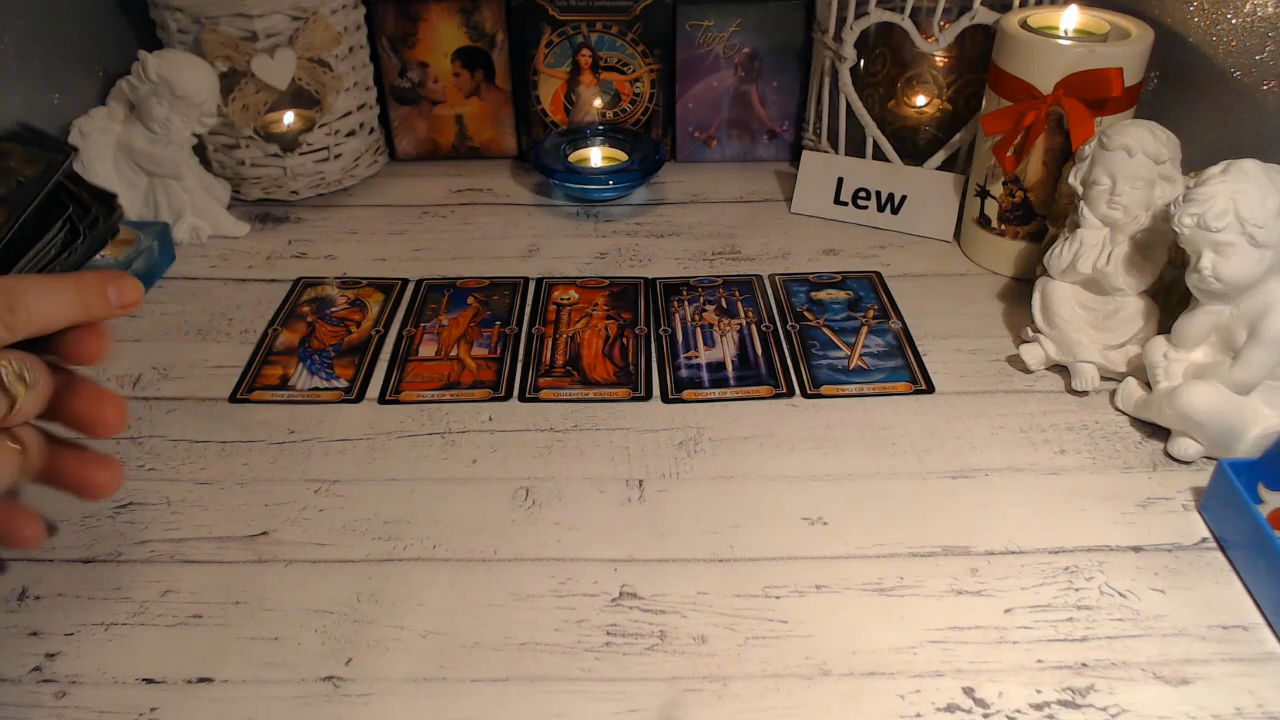 Tarot
Lew
THE EMPEROR
PAGE OF WANDS
QUEEN OF WANDS
EIGHT OF SWORDS
TWO OF SWORDS